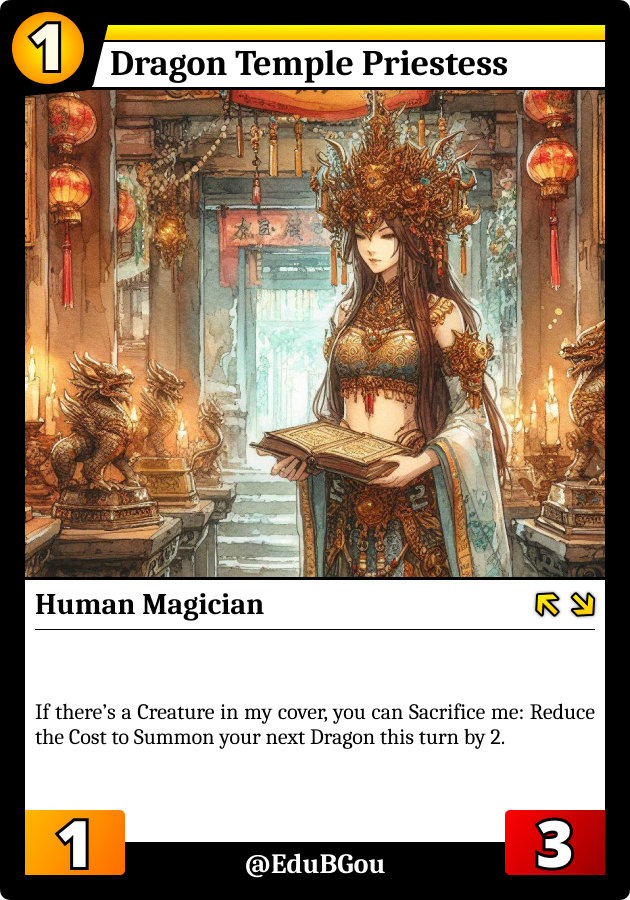 1
Dragon Temple Priestess
Human Magician
If there’s a Creature in my cover, you can Sacrifice me: Reduce
the Cost to Summon your next Dragon this turn by 2.
1
@EduBGou
3